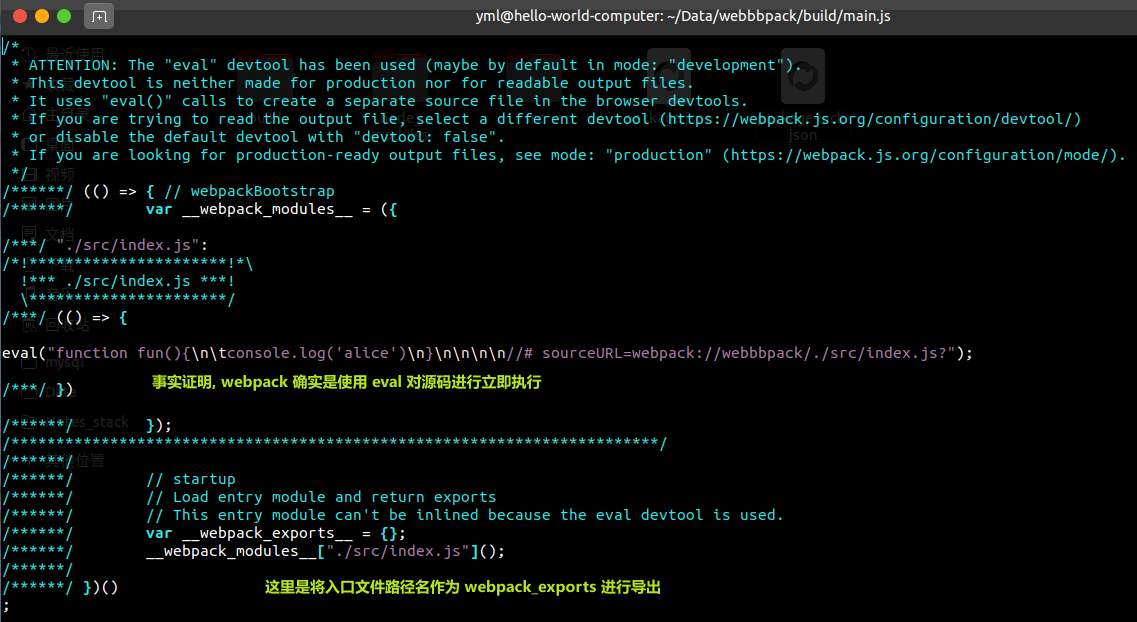 yml@hello-world-computer: ~/Data/webbbpack/build/main.js
/*
 * ATTENTION: The "eval" devtool has been used (maybe by default in mode: "development").
 * This devtool is neither made for production nor for readable output files.
 * It uses "eval()" calls to create a separate source file in the browser devtools.
 * If you are trying to read the output file, select a different devtool (https://webpack.js.org/configuration/devtool/)
 * or disable the default devtool with "devtool: false".
 * If you are looking for production-ready output files, see mode: "production" (https://webpack.js.org/configuration/mode/).
 */
/******/ (() => { // webpackBootstrap
/******/ 	var __webpack_modules__ = ({
/***/ "./src/index.js":
/*!**********************!*\
  !*** ./src/index.js ***!
  \**********************/
/***/ (() => {
eval("function fun(){\n\tconsole.log('alice')\n}\n\n\n\n//# sourceURL=webpack://webbbpack/./src/index.js?");
事实证明, webpack 确实是使用 eval 对源码进行立即执行
/***/ })
/******/ 	});
/************************************************************************/
/******/
/******/ 	// startup
/******/ 	// Load entry module and return exports
/******/ 	// This entry module can't be inlined because the eval devtool is used.
/******/ 	var __webpack_exports__ = {};
/******/ 	__webpack_modules__["./src/index.js"]();
/******/
/******/ })()
这里是将入口文件路径名作为 webpack_exports 进行导出
;